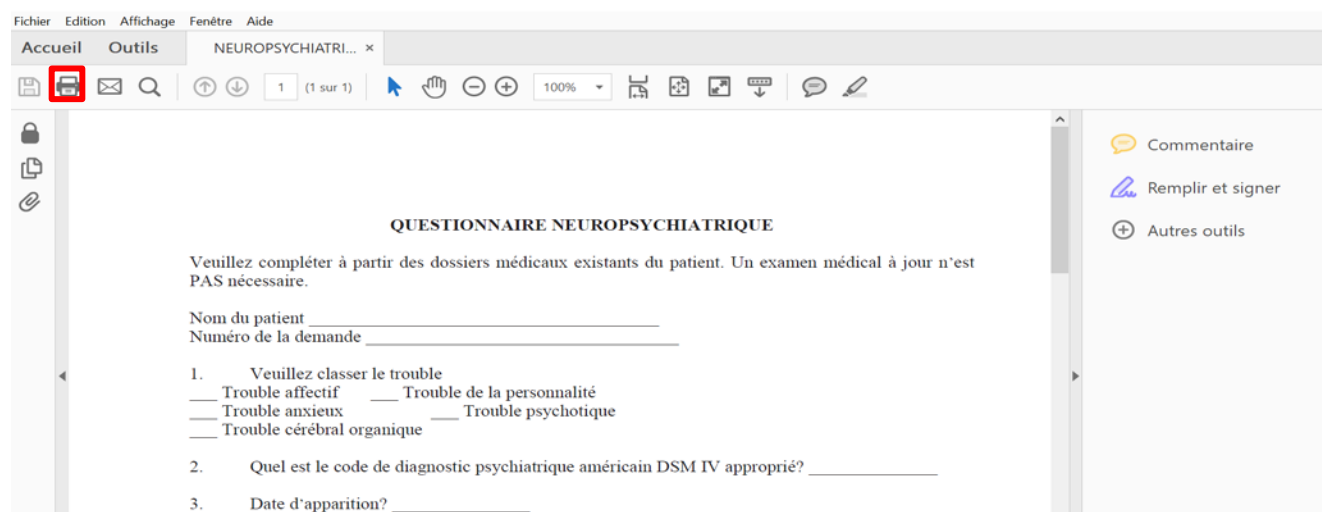 Fichier Edition Affichage Fenêtre Aide
Accueil Outils NEUROPSYCHIATRI... ×
1 (1 sur 1) 100%
Commentaire
Remplir et signer
Autres outils
QUESTIONNAIRE NEUROPSYCHIATRIQUE
Veuillez compléter à partir des dossiers médicaux existants du patient. Un examen médical à jour n'est
PAS nécessaire.
Nom du patient ______________________________________
Numéro de la demande __________________________________
1. Veuillez classer le trouble
___ Trouble affectif ___ Trouble de la personnalité
___ Trouble anxieux ___ Trouble psychotique
___ Trouble cérébral organique
2. Quel est le code de diagnostic psychiatrique américain DSM IV approprié? ______________
3. Date d'apparition? _______________